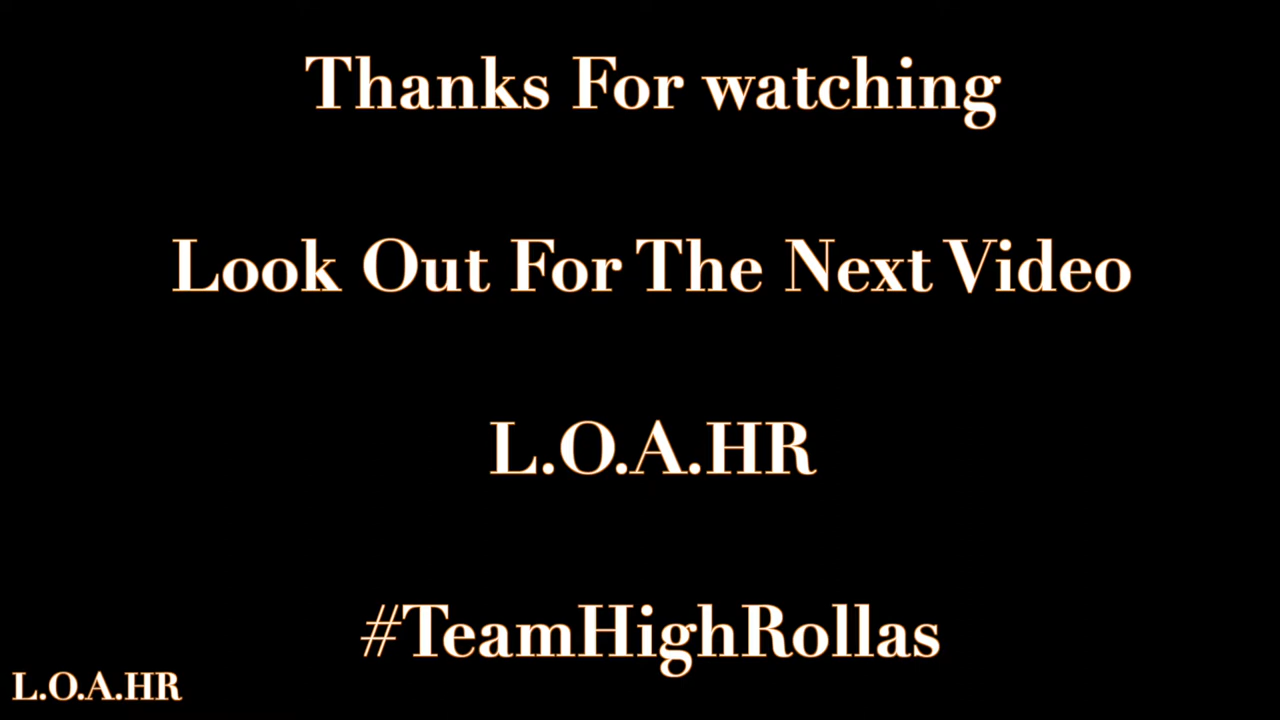 Thanks For watching
Look Out For The Next Video
L.O.A.HR
#TeamHighRollas
L.O.A.HR